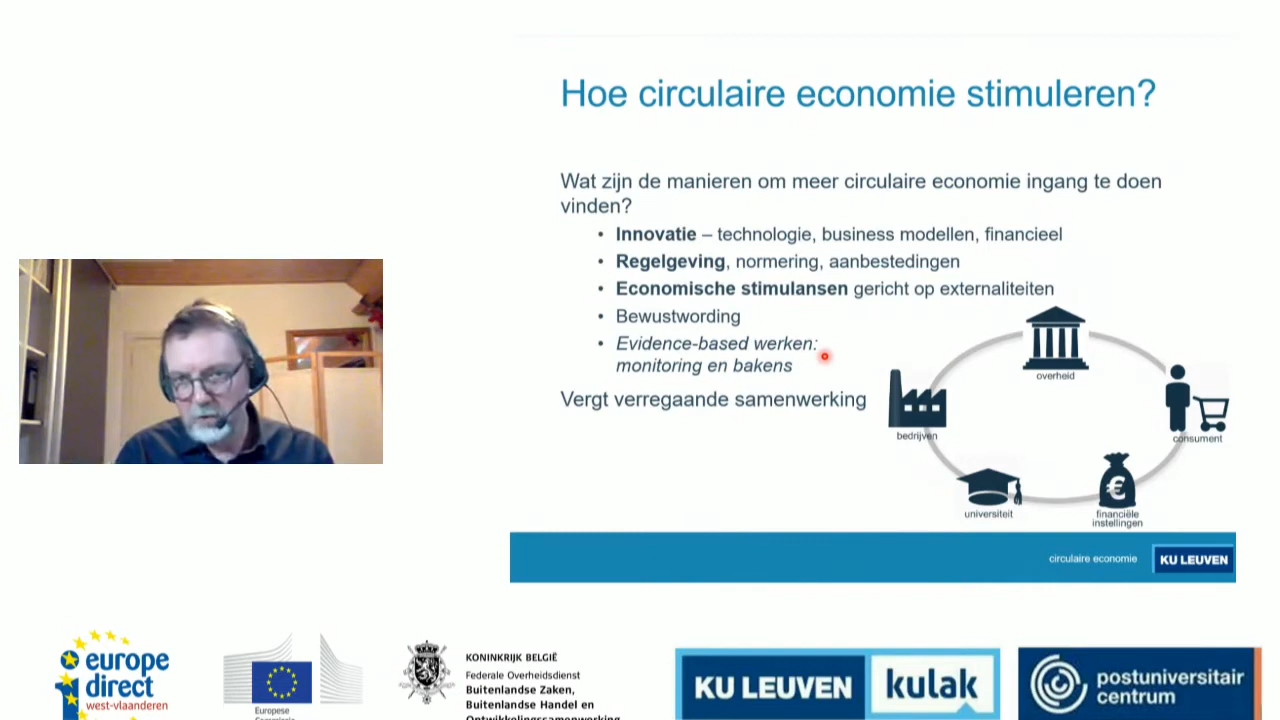 Hoe circulaire economie stimuleren?
Wat zijn de manieren om meer circulaire economie ingang te doen
vinden?
• Innovatie – technologie, business modellen, financieel
• Regelgeving, normering, aanbestedingen
• Economische stimulansen gericht op externaliteiten
• Bewustwording
• Evidence-based werken:
monitoring en bakens
Vergt verregaande samenwerking
overheid
bedrijven
consument
€
universiteit
financiële
instellingen
circulaire economie
KU LEUVEN
europe
direct
west-vlaanderen
Europese
Commissie
KONINKRIJK BELGIË
Federale Overheidsdienst
Buitenlandse Zaken,
Buitenlandse Handel en
Ontwikkelingssamenwerking
KU LEUVEN
kulak
postuniversitair
centrum